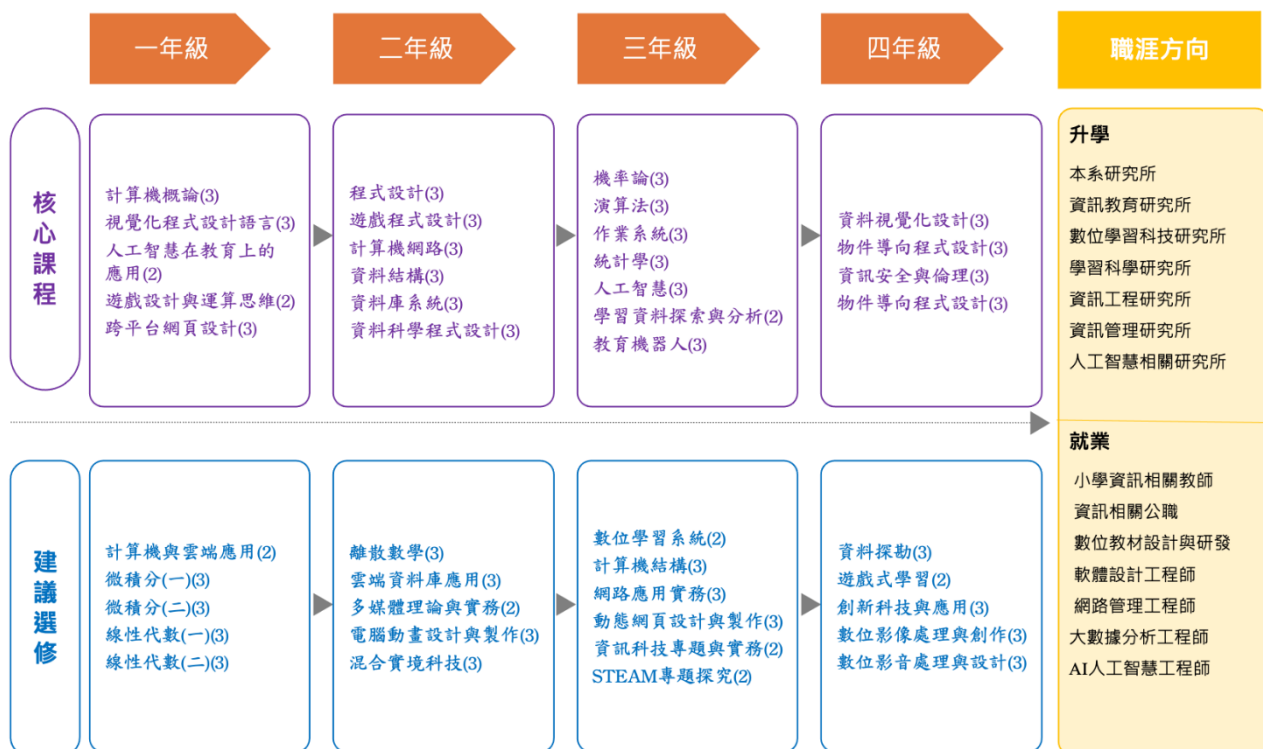 一年級
二年級
三年級
四年級
職涯方向
核心課程
計算機概論(3)
視覺化程式設計語言(3)
人工智慧在教育上的
應用(2)
遊戲設計與運算思維(2)
跨平台網頁設計(3)
程式設計(3)
遊戲程式設計(3)
計算機網路(3)
資料結構(3)
資料庫系統(3)
資料科學程式設計(3)
機率論(3)
演算法(3)
作業系統(3)
統計學(3)
人工智慧(3)
學習資料探索與分析(2)
教育機器人(3)
資料視覺化設計(3)
物件導向程式設計(3)
資訊安全與倫理(3)
物件導向程式設計(3)
升學
本系研究所
資訊教育研究所
數位學習科技研究所
學習科學研究所
資訊工程研究所
資訊管理研究所
人工智慧相關研究所
建議選修
計算機與雲端應用(2)
微積分(一)(3)
微積分(二)(3)
線性代數(一)(3)
線性代數(二)(3)
離散數學(3)
雲端資料庫應用(3)
多媒體理論與實務(2)
電腦動畫設計與製作(3)
混合實境科技(3)
數位學習系統(2)
計算機結構(3)
網路應用實務(3)
動態網頁設計與製作(3)
資訊科技專題與實務(2)
STEAM專題探究(2)
資料探勘(3)
遊戲式學習(2)
創新科技與應用(3)
數位影像處理與創作(3)
數位影音處理與設計(3)
就業
小學資訊相關教師
資訊相關公職
數位教材設計與研發
軟體設計工程師
網路管理工程師
大數據分析工程師
AI人工智慧工程師